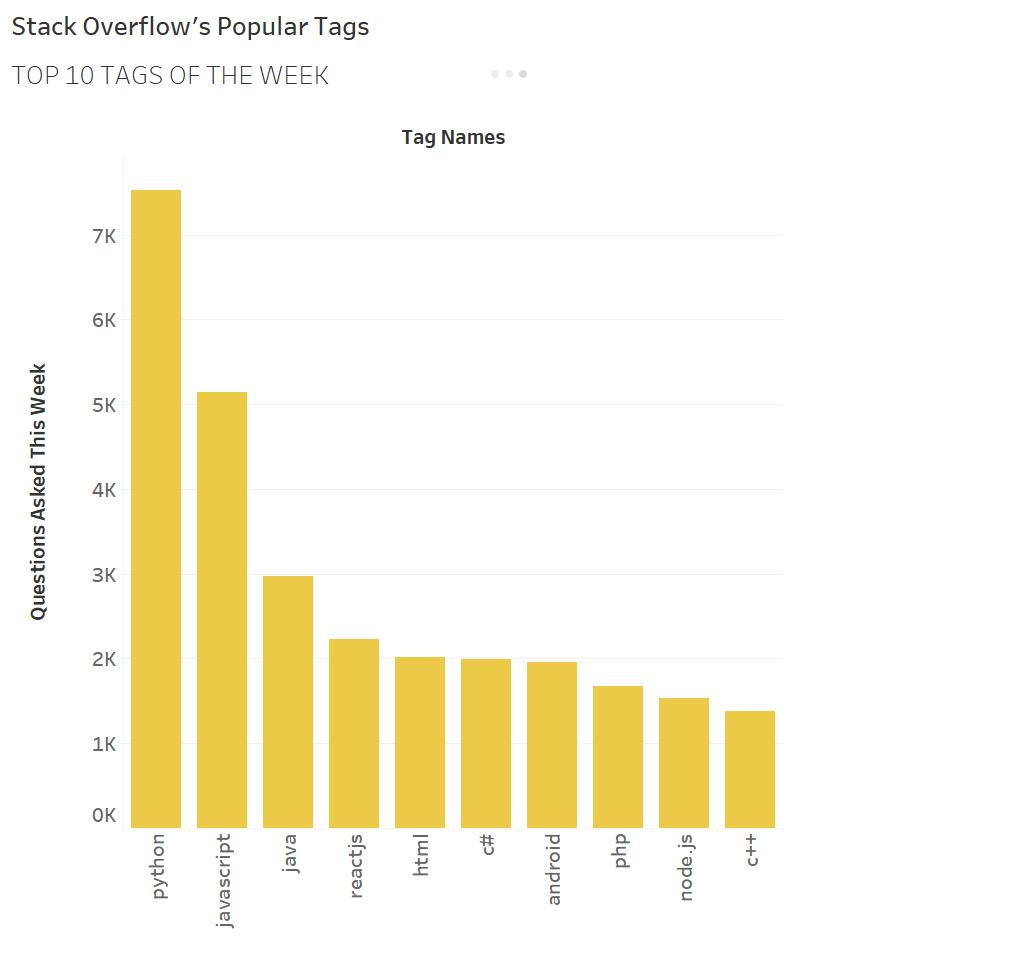 Stack Overflow's Popular Tags
TOP 10 TAGS OF THE WEEK
Tag Names
Questions Asked This Week
7K
6K
5K
4K
3K
2K
1K
0K
python
javascript
java
reactjs
html
c#
android
php
node.js
c++